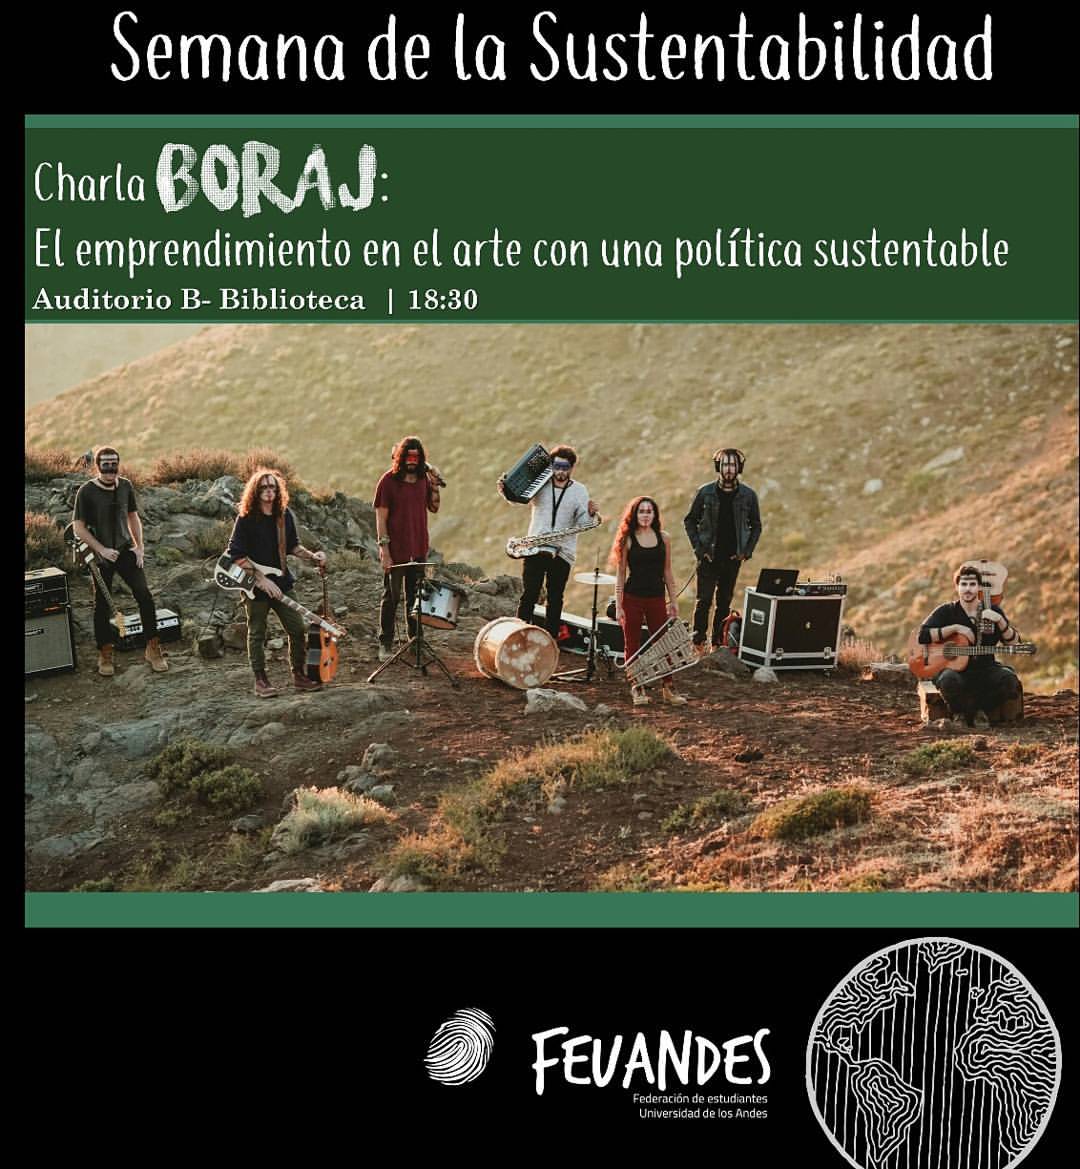 Semana de la Sustentabilidad
Charla BORAJ:
El emprendimiento en el arte con una política sustentable
Auditorio B- Biblioteca | 18:30
FEUANDES
Federación de estudiantes
Universidad de los Andes